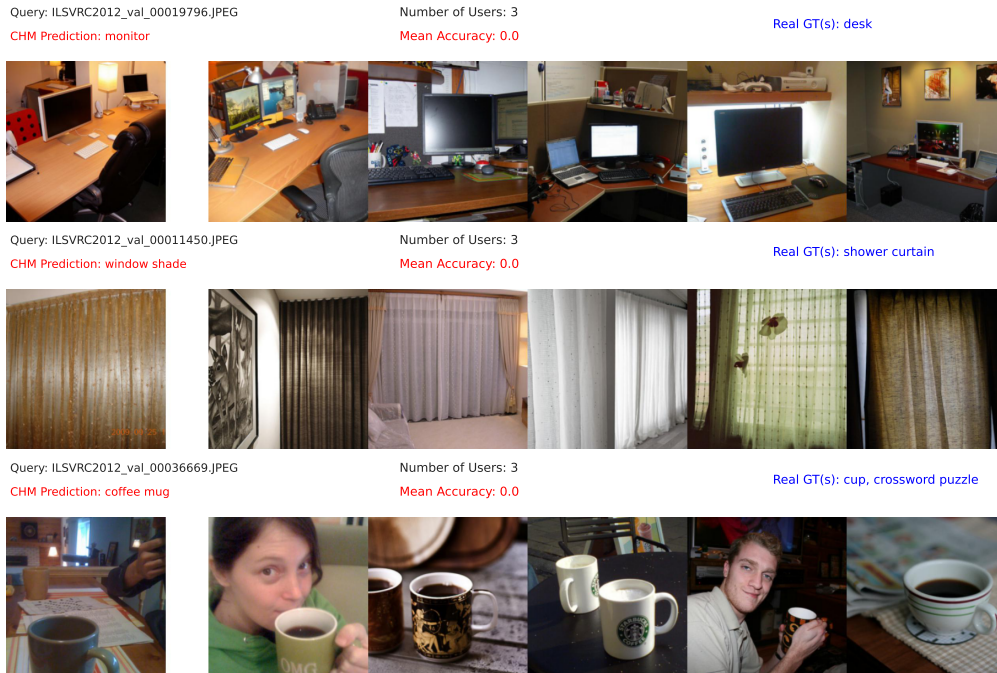 Query: ILSVRC2012_val_00019796.JPEG
Number of Users: 3
Real GT(s): desk
CHM Prediction: monitor
Mean Accuracy: 0.0
Query: ILSVRC2012_val_00011450.JPEG
Number of Users: 3
Real GT(s): shower curtain
CHM Prediction: window shade
Mean Accuracy: 0.0
Query: ILSVRC2012_val_00036669.JPEG
Number of Users: 3
Real GT(s): cup, crossword puzzle
CHM Prediction: coffee mug
Mean Accuracy: 0.0
OMG